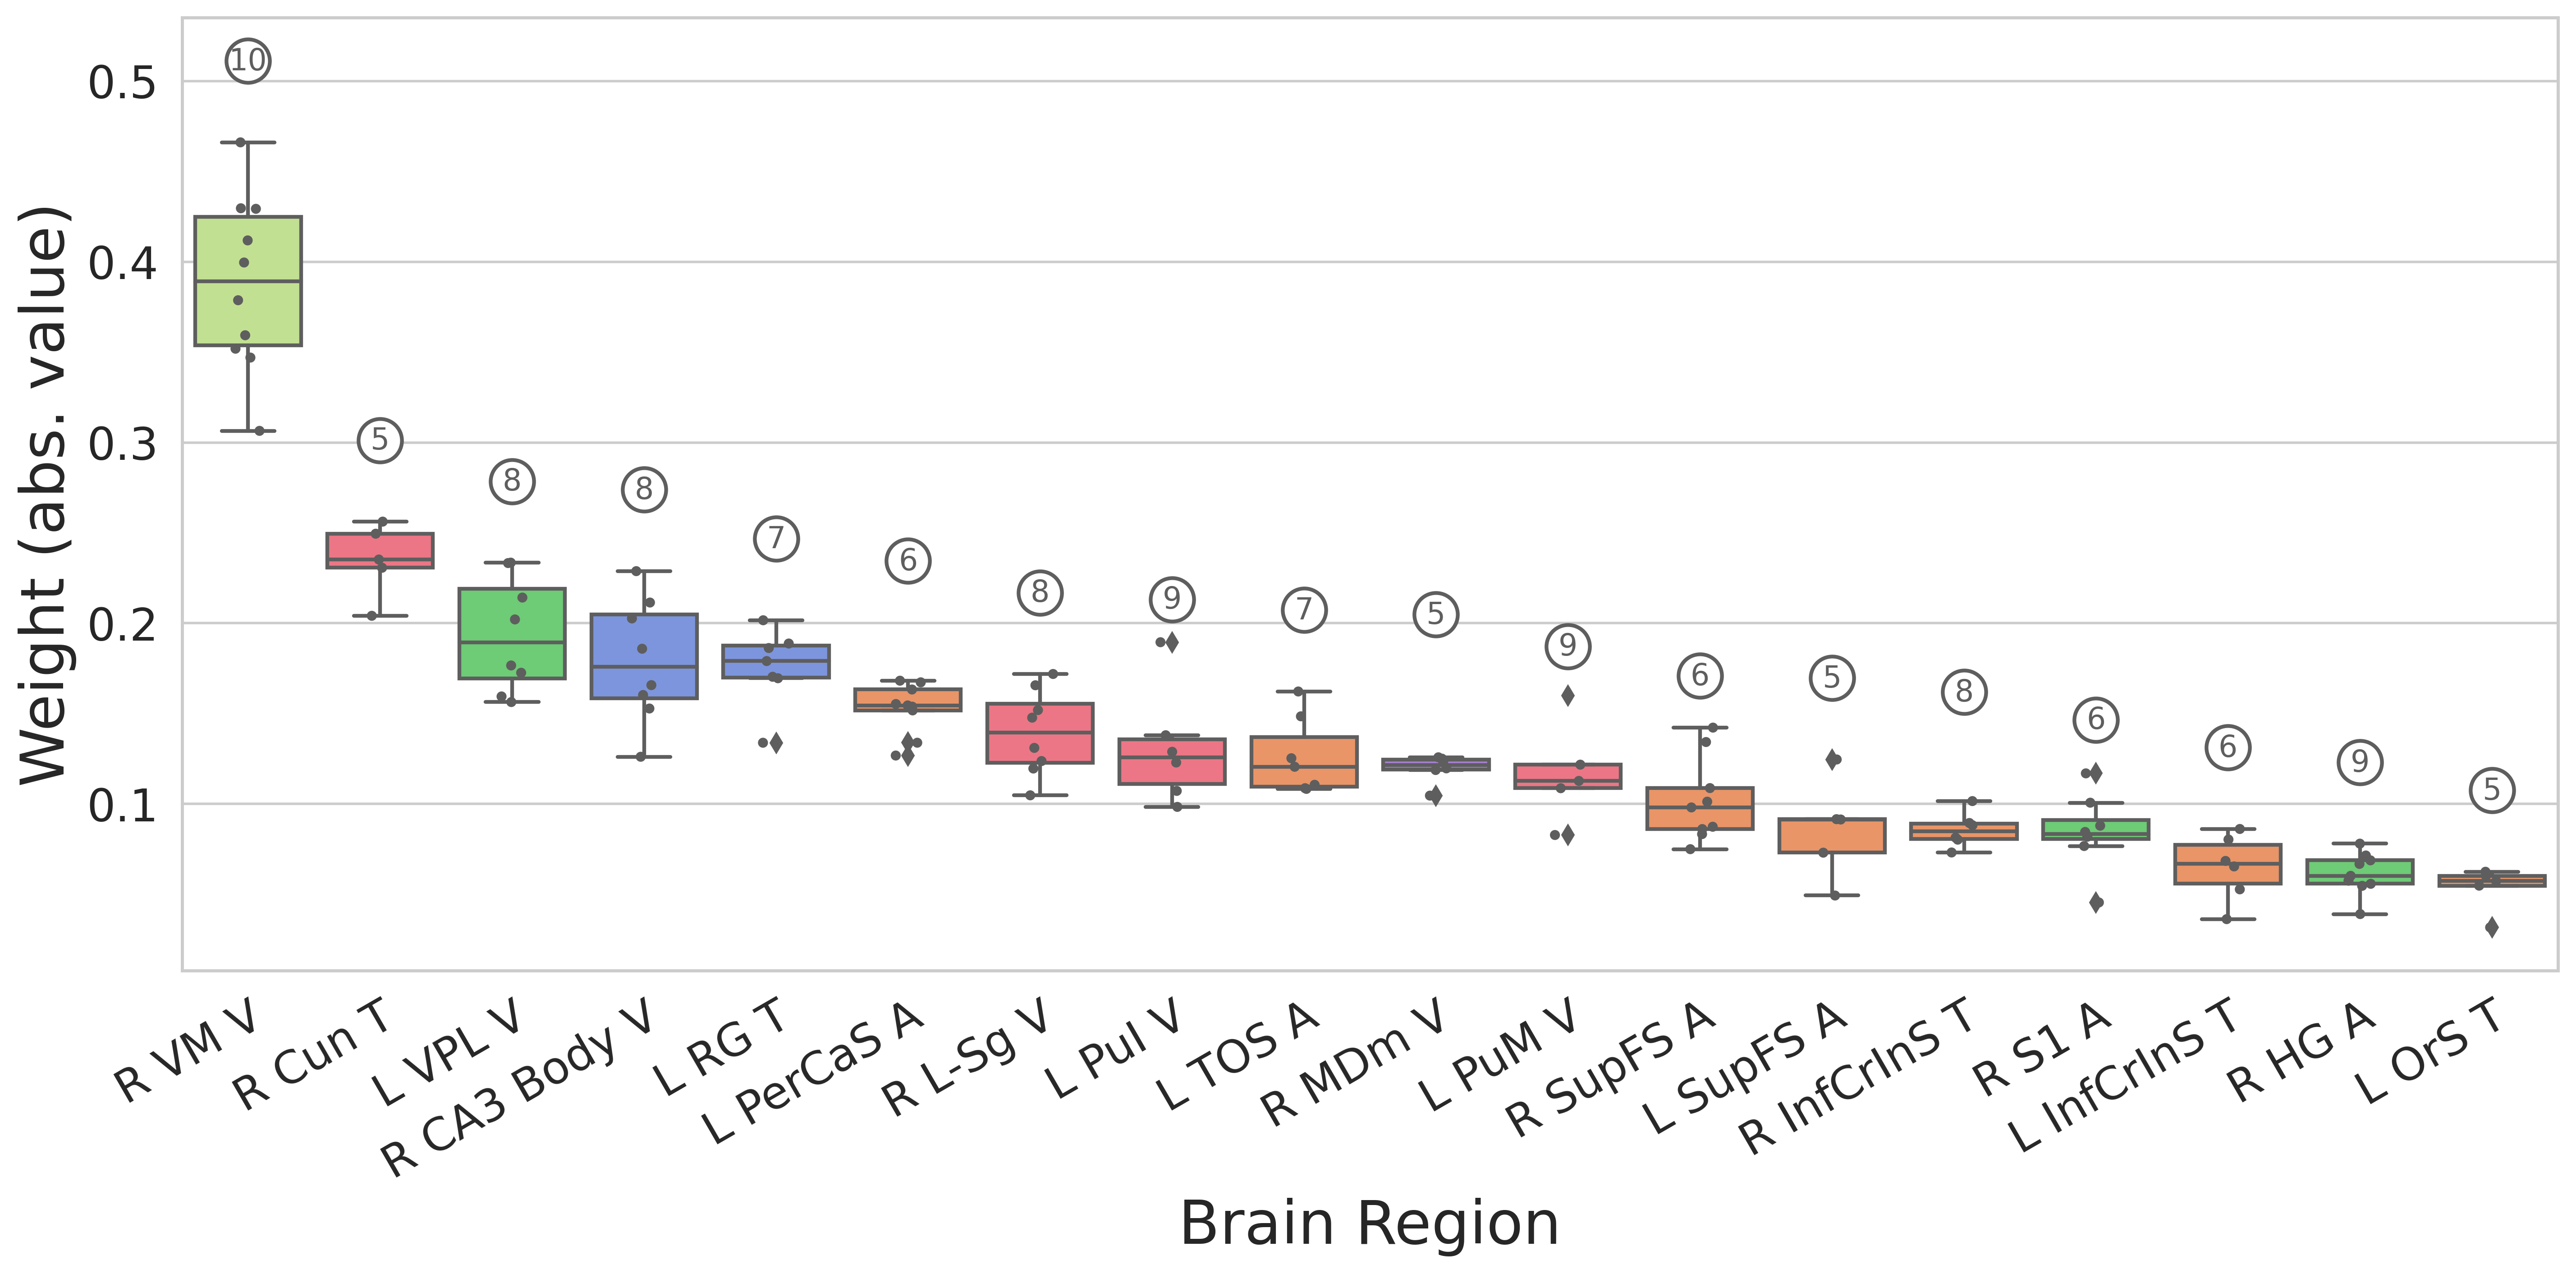 Weight (abs. value)
0.5
0.4
0.3
0.2
0.1
10
5
8
8
7
6
8
9
7
5
9
6
5
8
6
6
9
5
R VM V
R Cun T
L VPL V
R CA3 Body V
L RG T
L PerCaS A
R L-Sg V
L Pul V
L TOS A
R MDm V
L PuM V
R SupFS A
L SupFS A
R InfCrInS T
R S1 A
L InfCrInS T
R HG A
L OrS T
Brain Region